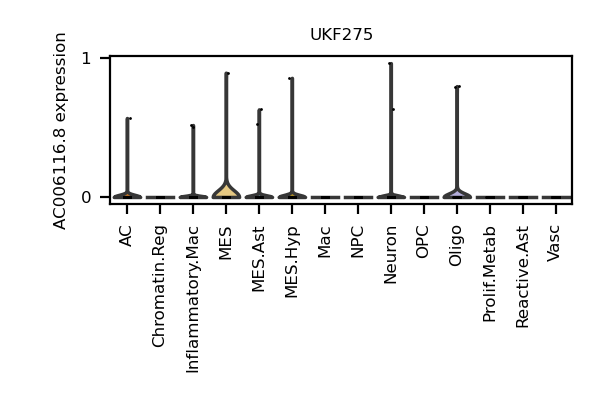 UKF275
AC006116.8 expression
1
0
AC
Chromatin.Reg
Inflammatory.Mac
MES
MES.Ast
MES.Hyp
Mac
NPC
Neuron
OPC
Oligo
Prolif.Metab
Reactive.Ast
Vasc